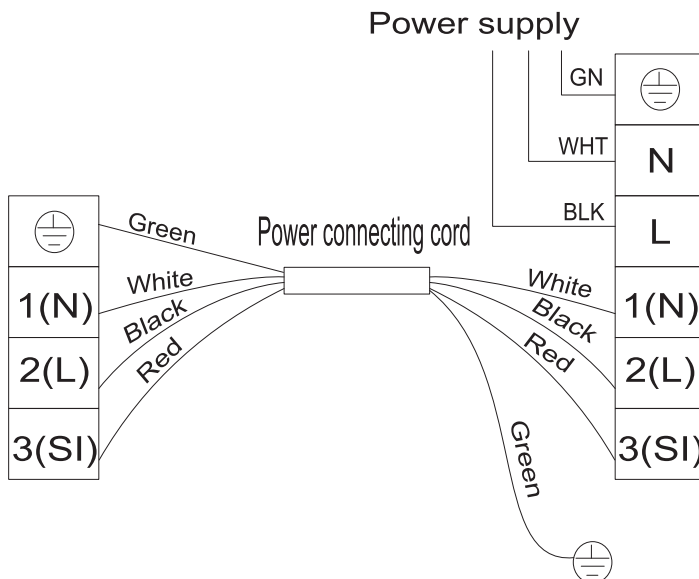 Power supply
GN
WHT
N
BLK
L
Power connecting cord
Green
White
Black
Red
1(N)
2(L)
3(SI)
White
Black
Red
Green
1(N)
2(L)
3(SI)